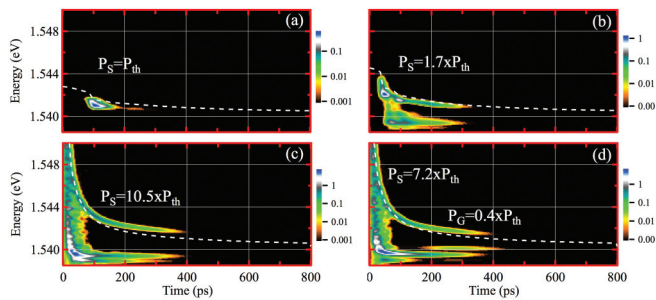 (a)
1.548
1.544
1.540
Energy (eV)
P_S=P_th
0.1
0.01
0.001
(b)
P_S=1.7xP_th
1
0.1
0.01
0.00
(c)
1.548
1.544
1.540
Energy (eV)
P_S=10.5xP_th
1
0.1
0.01
0.001
0 200 400 600 800
Time (ps)
(d)
P_S=7.2xP_th
P_G=0.4xP_th
1
0.1
0.01
0.00
0 200 400 600 800
Time (ps)